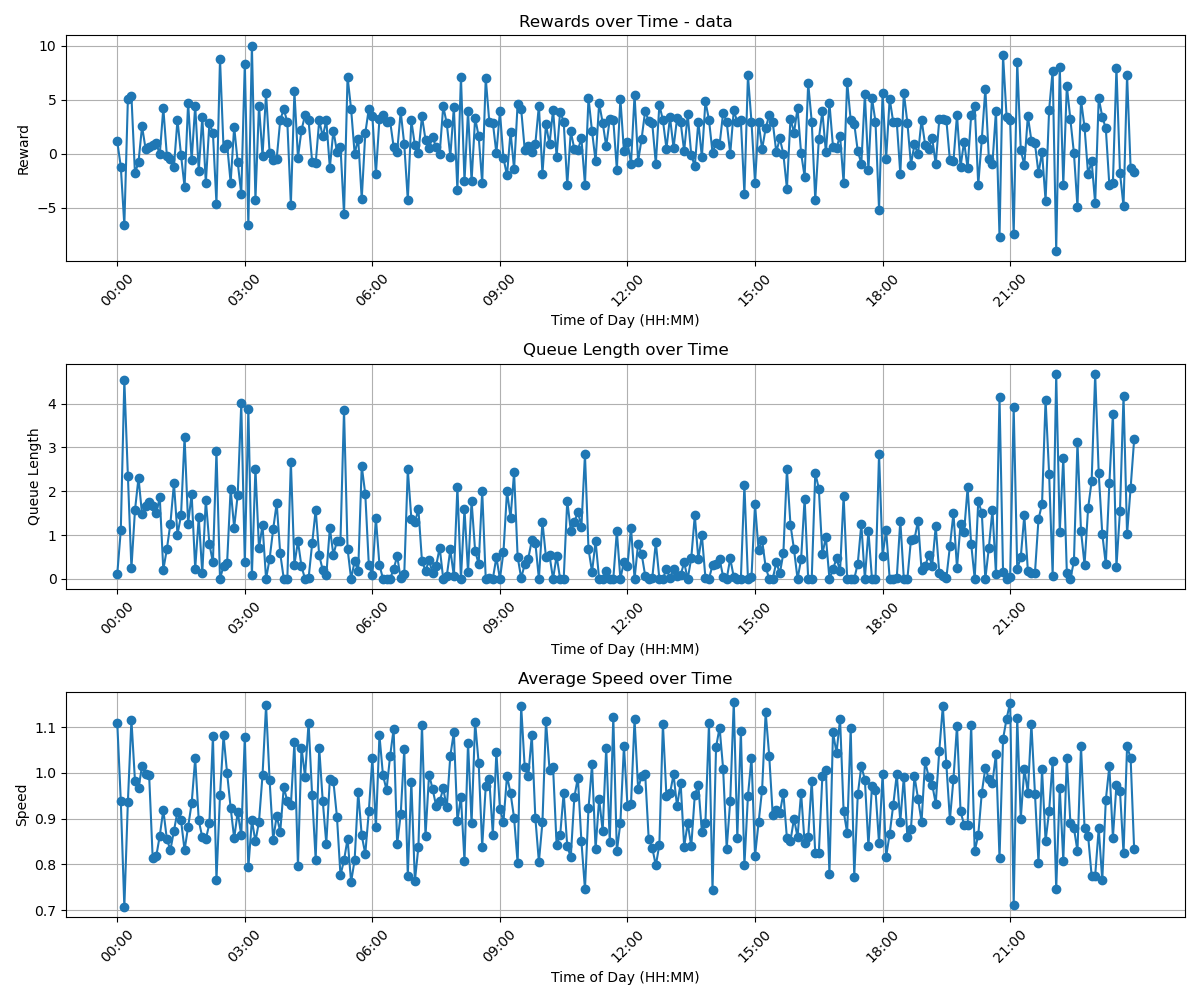 Rewards over Time - data
10
5
0
−5
Reward
00:00 03:00 06:00 09:00 12:00 15:00 18:00 21:00
Time of Day (HH:MM)
Queue Length over Time
4
3
2
1
0
Queue Length
00:00 03:00 06:00 09:00 12:00 15:00 18:00 21:00
Time of Day (HH:MM)
Average Speed over Time
1.1
1.0
0.9
0.8
0.7
Speed
00:00 03:00 06:00 09:00 12:00 15:00 18:00 21:00
Time of Day (HH:MM)